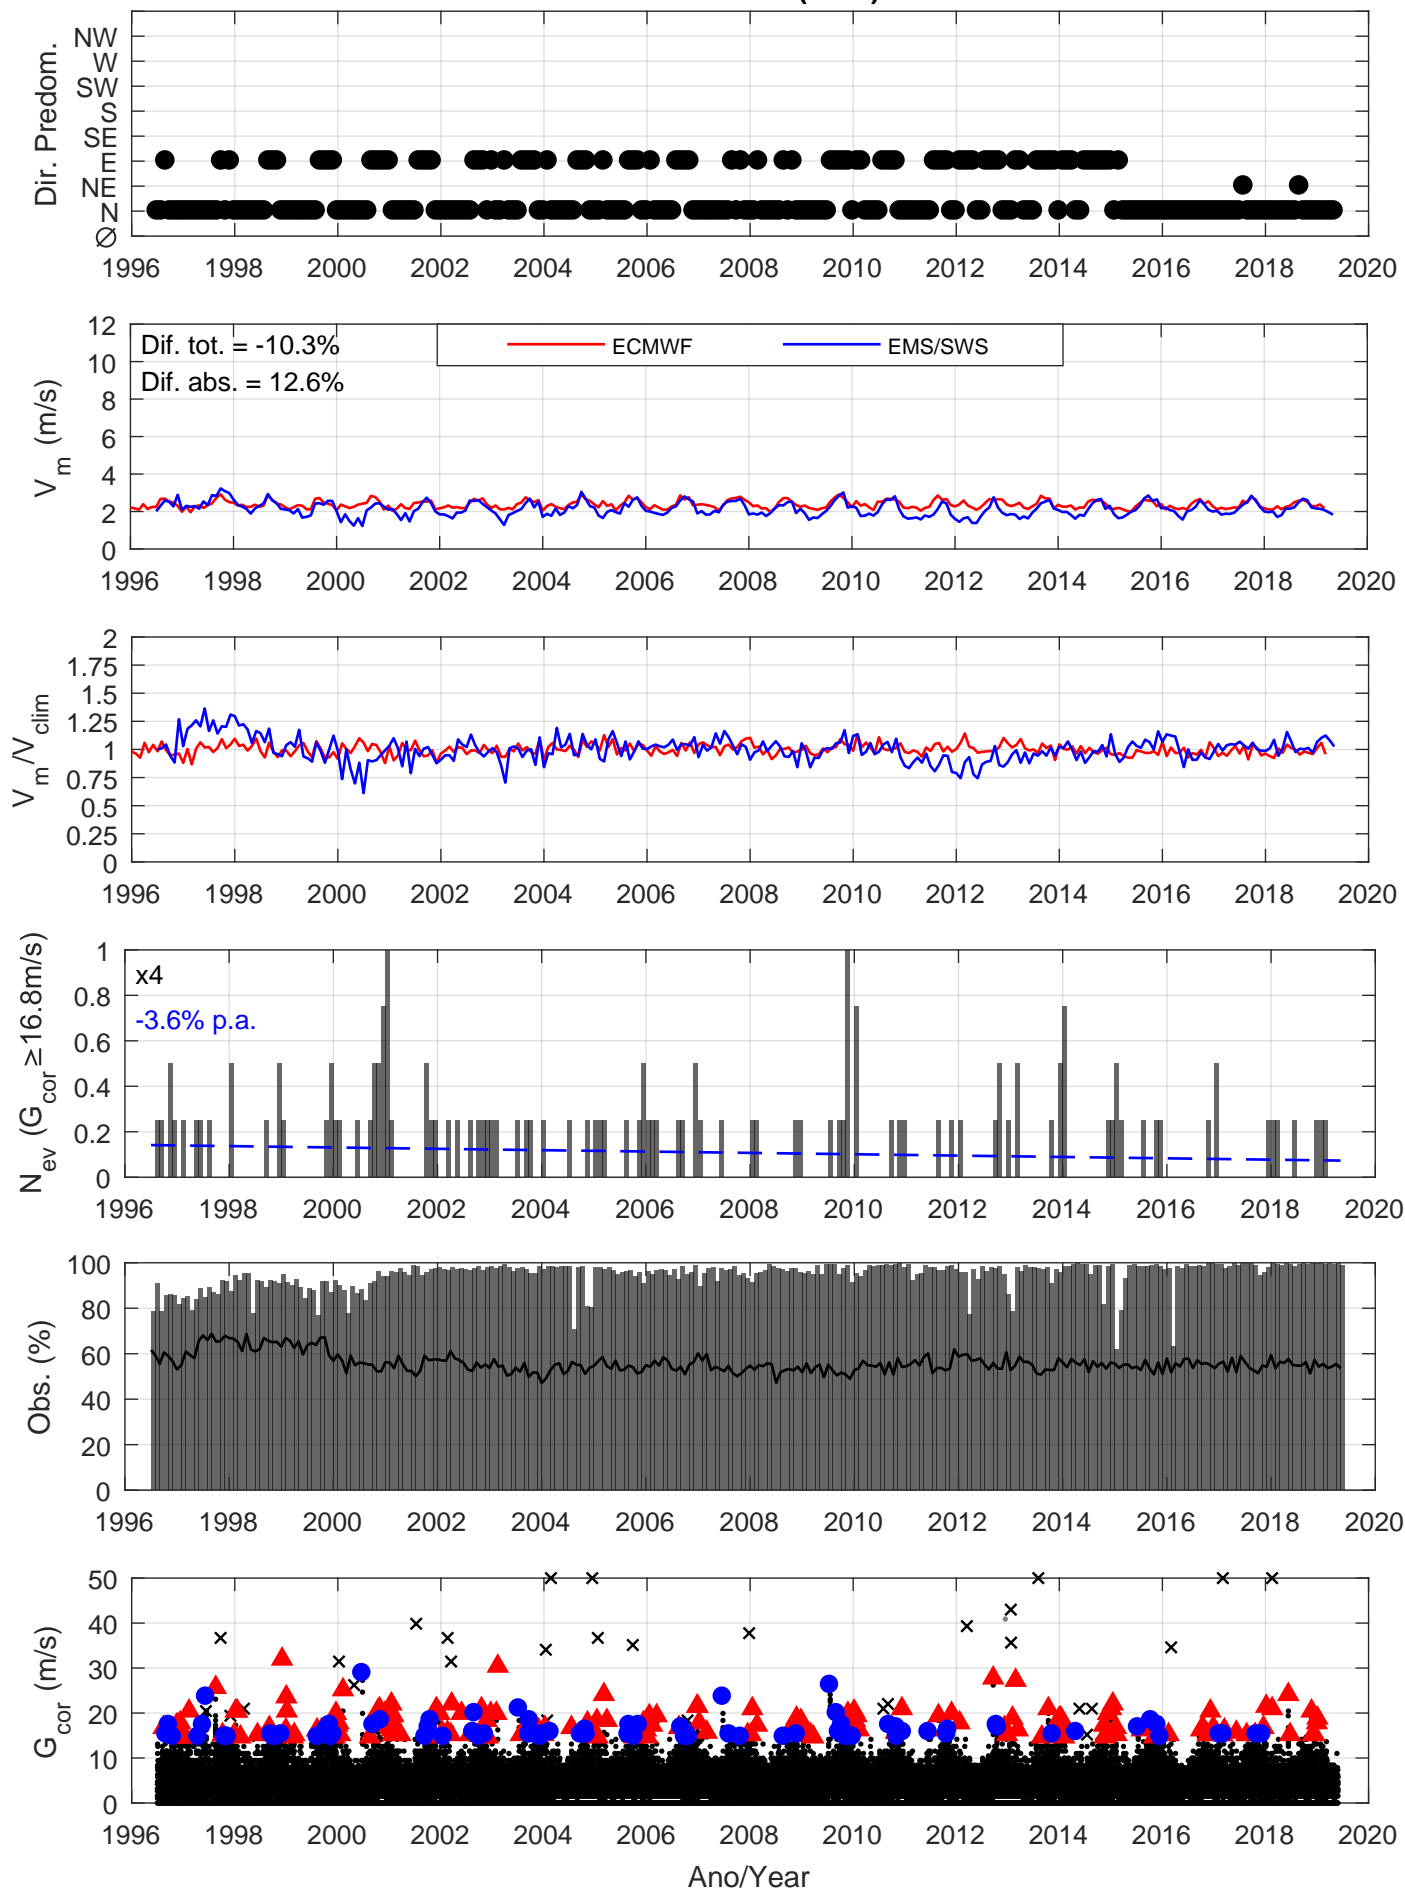 Dir. Predom.
NW
W
SW
S
SE
E
NE
N
∅
1996 1998 2000 2002 2004 2006 2008 2010 2012 2014 2016 2018 2020
V_m (m/s)
12
10
8
6
4
2
0
Dif. tot. = -10.3%
Dif. abs. = 12.6%
ECMWF
EMS/SWS
1996 1998 2000 2002 2004 2006 2008 2010 2012 2014 2016 2018 2020
V_m/V_clim
2
1.75
1.5
1.25
1
0.75
0.5
0.25
0
1996 1998 2000 2002 2004 2006 2008 2010 2012 2014 2016 2018 2020
N_ev (G_cor≥16.8m/s)
1
0.8
0.6
0.4
0.2
0
x4
-3.6% p.a.
1996 1998 2000 2002 2004 2006 2008 2010 2012 2014 2016 2018 2020
Obs. (%)
100
80
60
40
20
0
1996 1998 2000 2002 2004 2006 2008 2010 2012 2014 2016 2018 2020
G_cor (m/s)
50
40
30
20
10
0
1996 1998 2000 2002 2004 2006 2008 2010 2012 2014 2016 2018 2020
Ano/Year